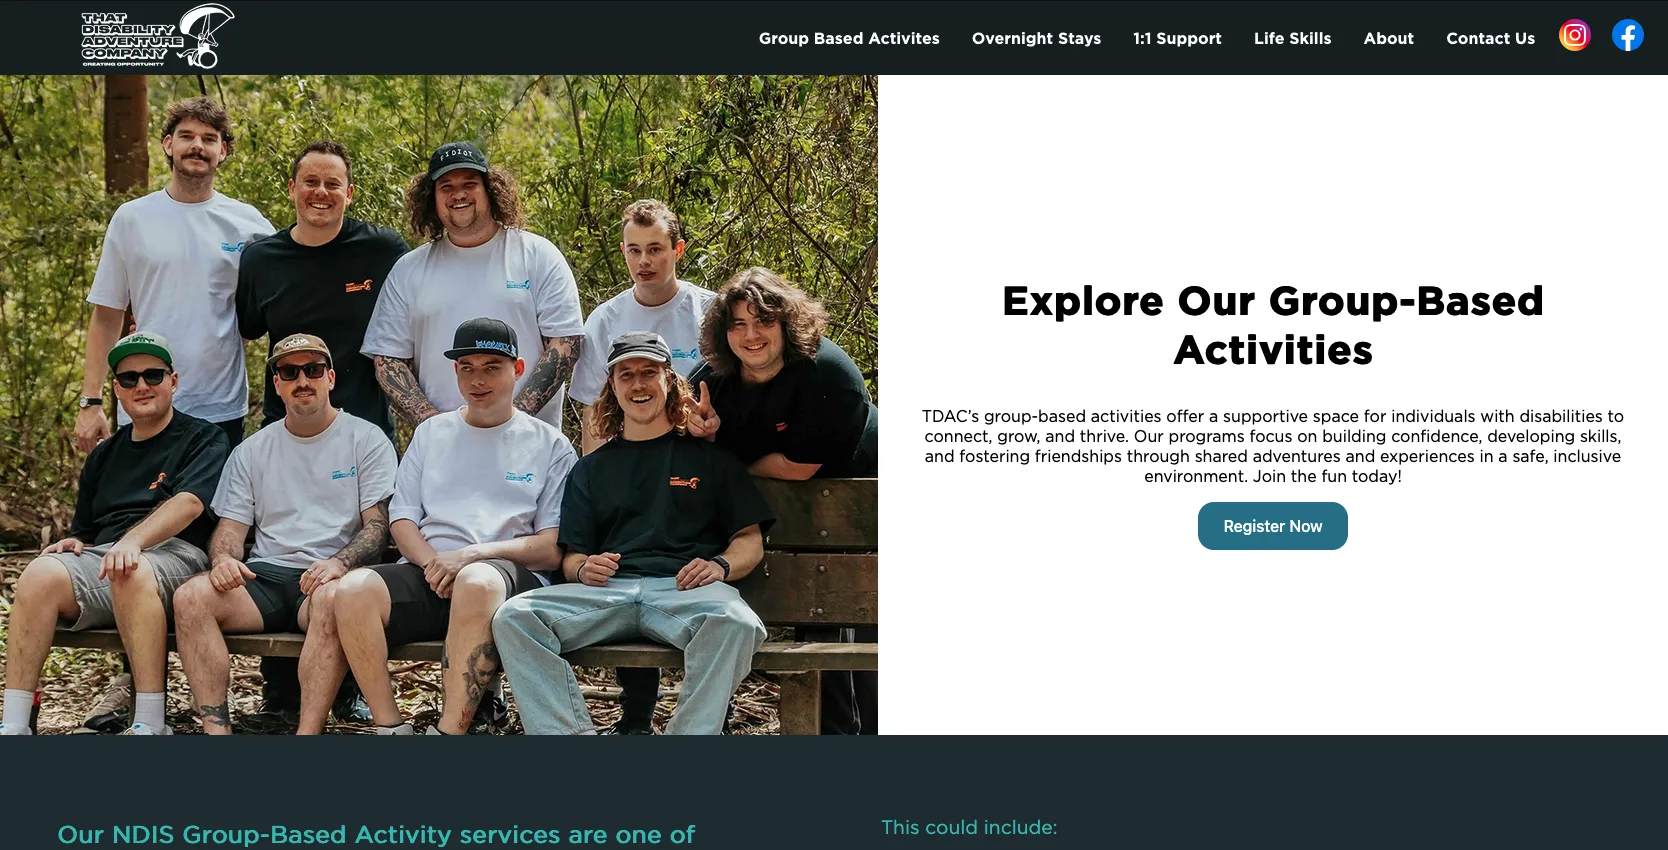 THAT
DISABILITY
ADVENTURE
COMPANY
CREATING OPPORTUNITY
Group Based Activites
Overnight Stays
1:1 Support
Life Skills
About
Contact Us
FIDIOT
Explore Our Group-Based
Activities
TDAC’s group-based activities offer a supportive space for individuals with disabilities to
connect, grow, and thrive. Our programs focus on building confidence, developing skills,
and fostering friendships through shared adventures and experiences in a safe, inclusive
environment. Join the fun today!
Register Now
Our NDIS Group-Based Activity services are one of
This could include: